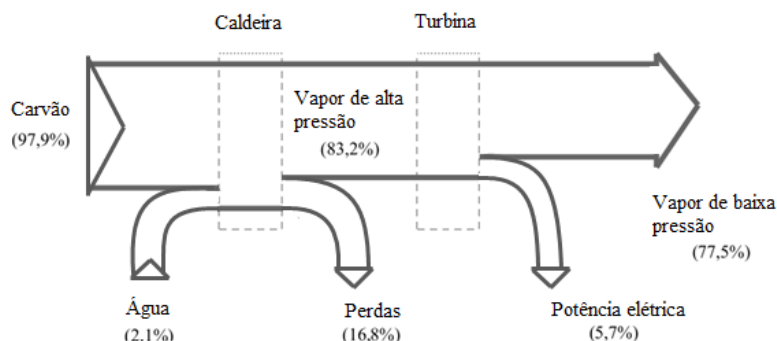 Caldeira
Turbina
Carvão
(97,9%)
Vapor de alta
pressão
(83,2%)
Vapor de baixa
pressão
(77,5%)
Água
(2,1%)
Perdas
(16,8%)
Potência elétrica
(5,7%)